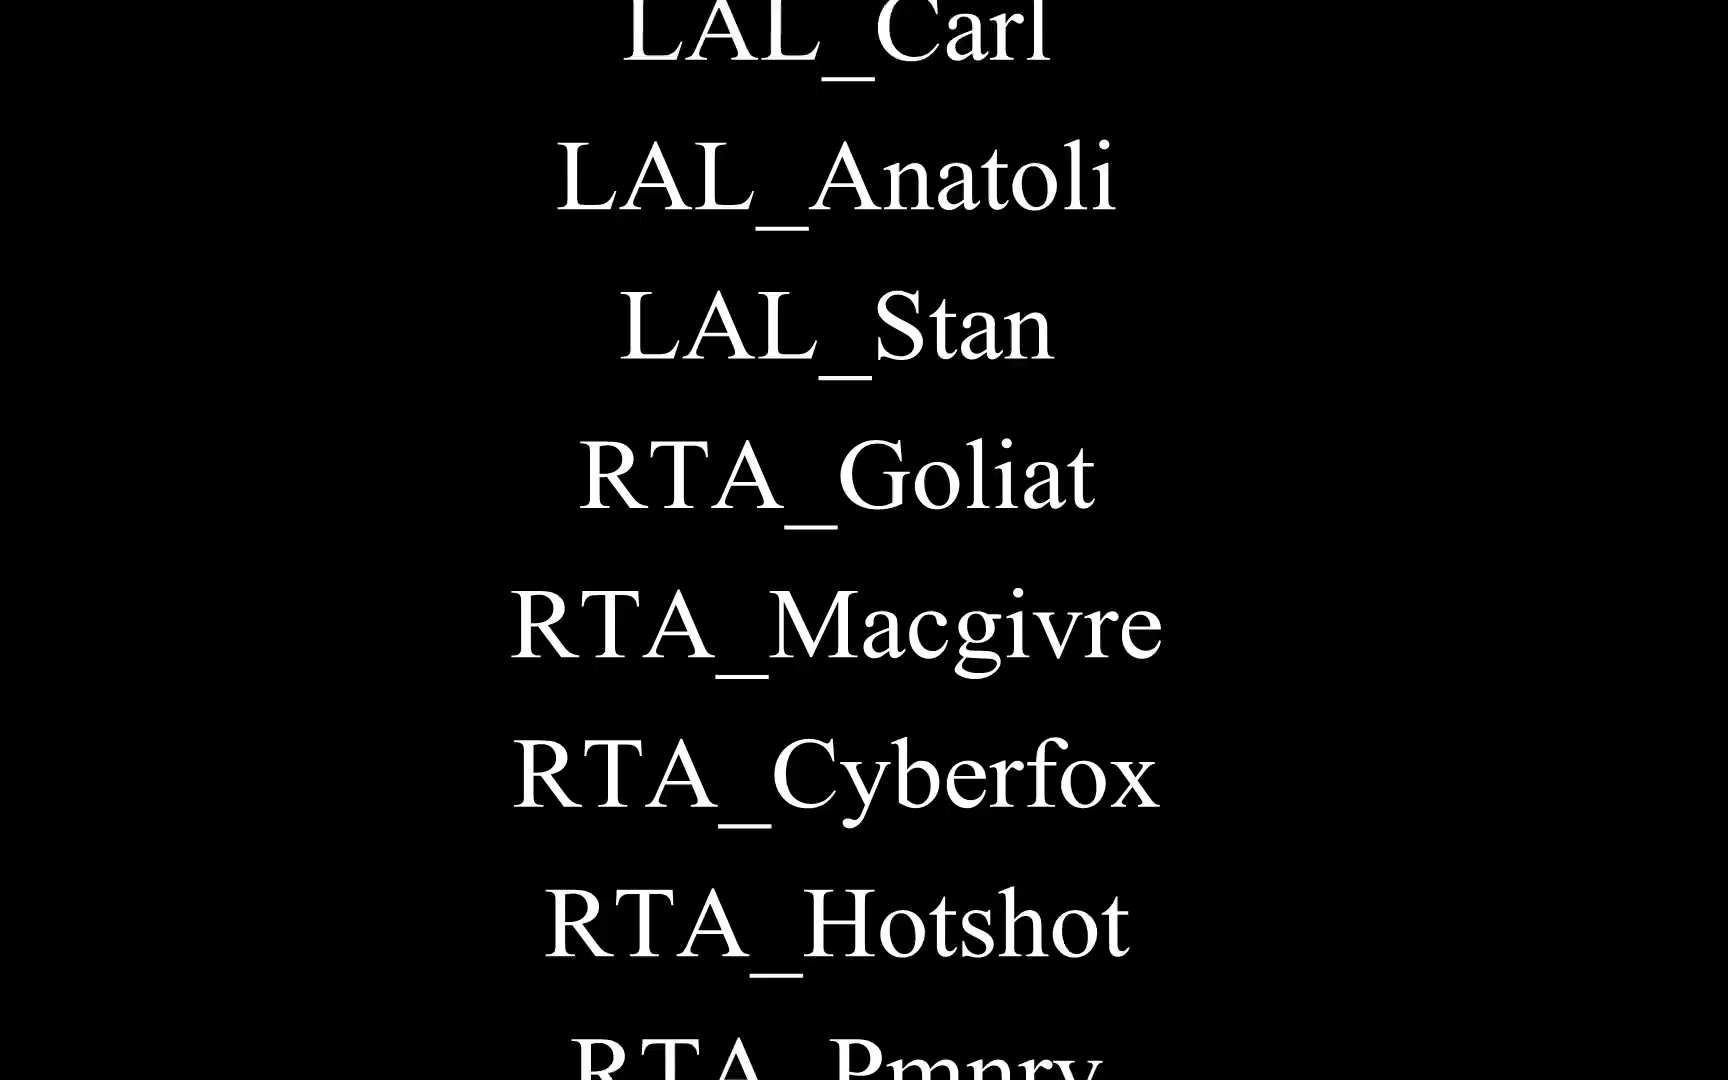 LAL_Carl
LAL_Anatoli
LAL_Stan
RTA_Goliat
RTA_Macgivre
RTA_Cyberfox
RTA_Hotshot